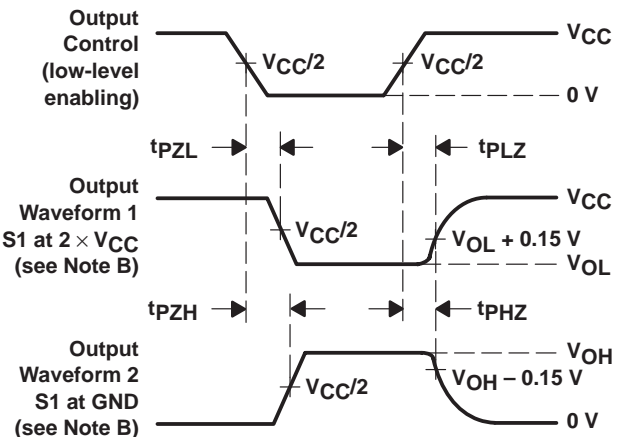 Output
Control
(low-level
enabling)
VCC/2
VCC/2
VCC
0 V
tPZL
tPLZ
Output
Waveform 1
S1 at 2 × VCC
(see Note B)
VCC/2
VCC
VOL + 0.15 V
VOL
tPZH
tPHZ
Output
Waveform 2
S1 at GND
(see Note B)
VCC/2
VOH
VOH – 0.15 V
0 V